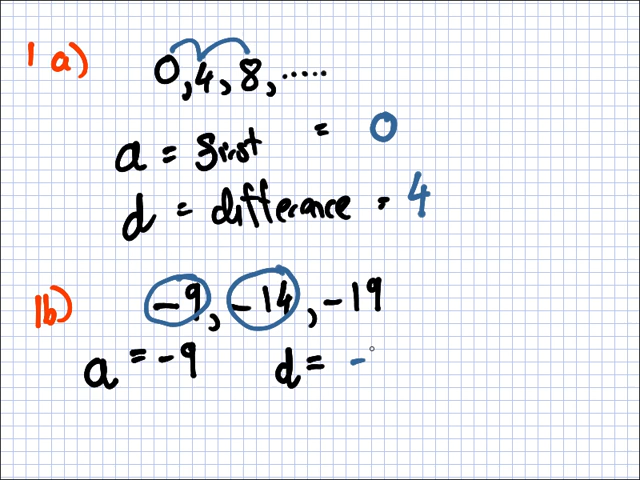 1 a) 0, 4, 8, .....
a = first = 0
d = difference = 4
1b) -9, -14, -19
a = -9 d = -